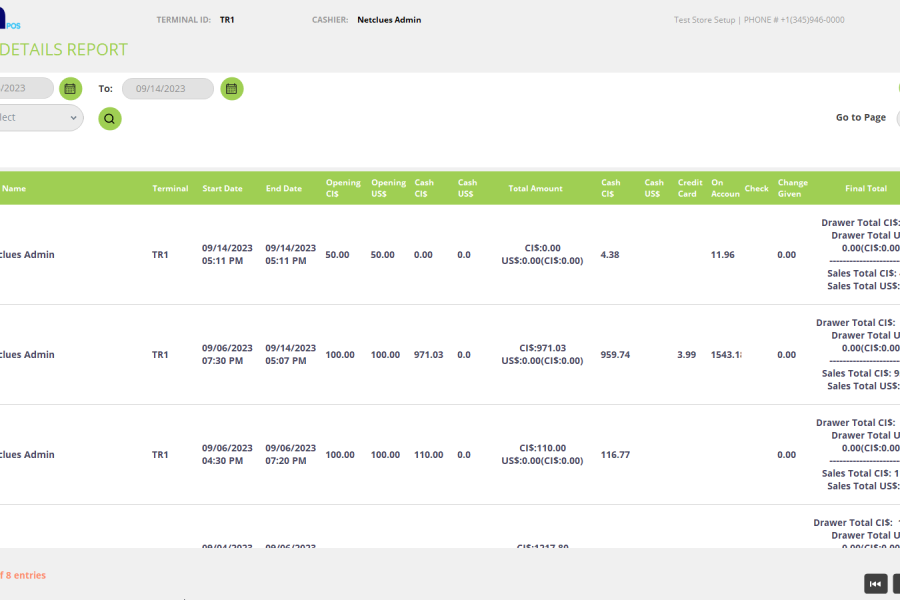 POS
TERMINAL ID: TR1 CASHIER: Netclues Admin Test Store Setup | PHONE # +1(345)946-0000
DETAILS REPORT
/2023 To: 09/14/2023
lect
Go to Page
Name Terminal Start Date End Date Opening CI$ Opening US$ Cash CI$ Cash US$ Total Amount Cash CI$ Cash US$ Credit Card On Accoun Check Change Given Final Total
Drawer Total CI$:
clues Admin TR1 09/14/2023 05:11 PM 09/14/2023 05:11 PM 50.00 50.00 0.00 0.0 CI$:0.00 US$:0.00(CI$:0.00) 4.38 11.96 0.00
Drawer Total U
0.00(CI$:0.00
Sales Total CI$:
Sales Total US$:
Drawer Total CI$:
clues Admin TR1 09/06/2023 07:30 PM 09/14/2023 05:07 PM 100.00 100.00 971.03 0.0 CI$:971.03 US$:0.00(CI$:0.00) 959.74 3.99 1543.1 0.00
Drawer Total U
0.00(CI$:0.00
Sales Total CI$: 9
Sales Total US$:
Drawer Total CI$:
clues Admin TR1 09/06/2023 04:30 PM 09/06/2023 07:20 PM 100.00 100.00 110.00 0.0 CI$:110.00 US$:0.00(CI$:0.00) 116.77 0.00
Drawer Total U
0.00(CI$:0.00
Sales Total CI$: 1
Sales Total US$:
Drawer Total CI$:
Drawer Total U
09/04/2023 09/06/2023 CI$:1217.80 0.00(CI$:0.00
f 8 entries